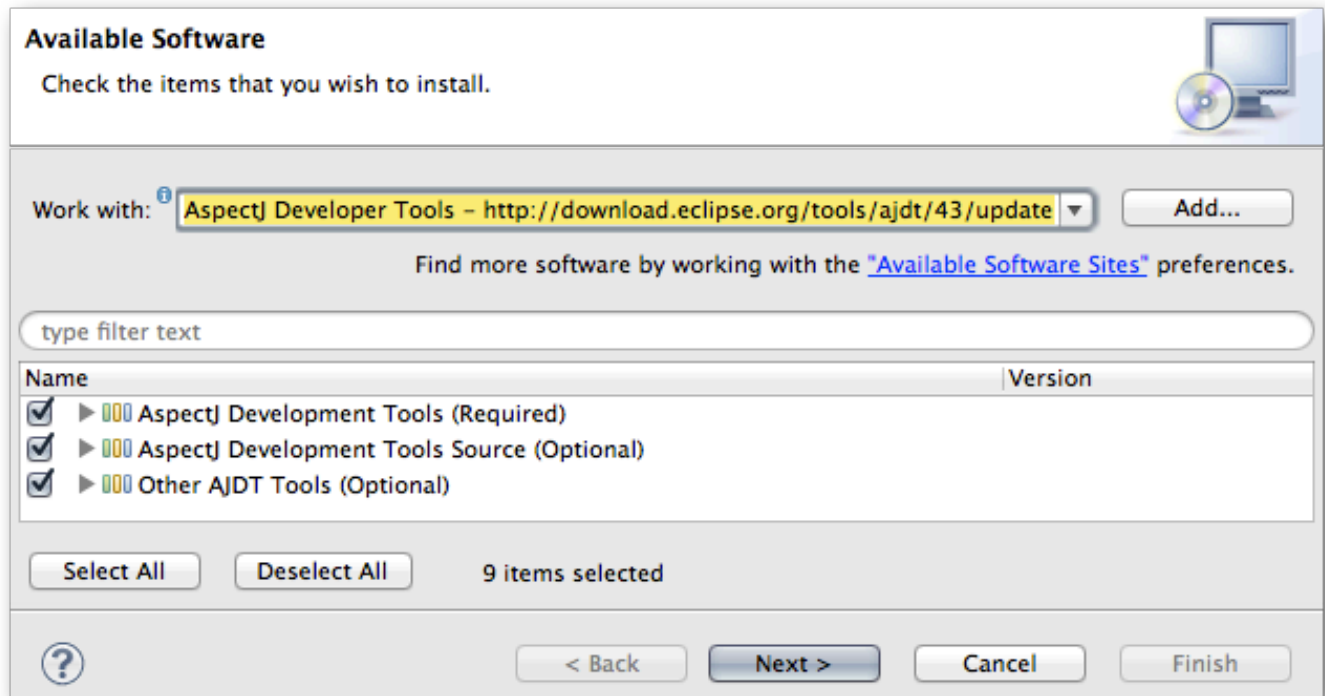 Available Software
Check the items that you wish to install.
Work with: AspectJ Developer Tools – http://download.eclipse.org/tools/ajdt/43/update Add...
Find more software by working with the "Available Software Sites" preferences.
type filter text
Name Version
AspectJ Development Tools (Required)
AspectJ Development Tools Source (Optional)
Other AJDT Tools (Optional)
Select All Deselect All 9 items selected
? < Back Next > Cancel Finish